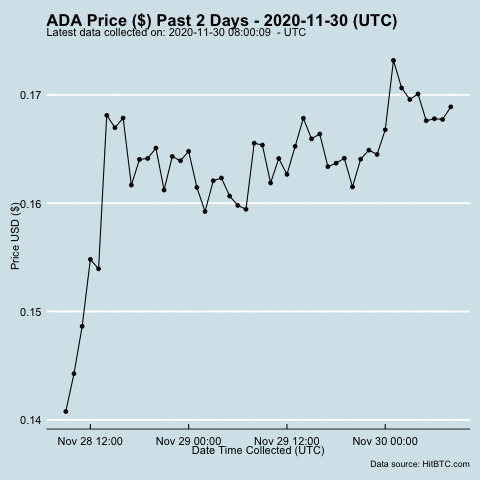 ADA Price ($) Past 2 Days - 2020-11-30 (UTC)
Latest data collected on: 2020-11-30 08:00:09 - UTC
0.17
0.16
0.15
0.14
Price USD ($)
Nov 28 12:00 Nov 29 00:00 Nov 29 12:00 Nov 30 00:00
Date Time Collected (UTC)
Data source: HitBTC.com